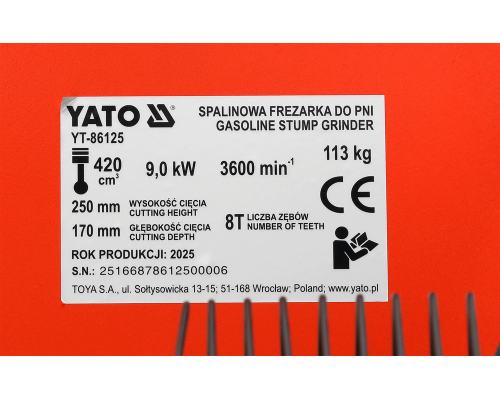 YATO ®
SPALINOWA FREZARKA DO PNI
GASOLINE STUMP GRINDER
YT-86125
420 cm³
9,0 kW
3600 min⁻¹
113 kg
250 mm WYSOKOŚĆ CIĘCIA
CUTTING HEIGHT
170 mm GŁĘBOKOŚĆ CIĘCIA
CUTTING DEPTH
8T LICZBA ZĘBÓW
NUMBER OF TEETH
CE
ROK PRODUKCJI: 2025
S.N.: 25166878612500006
TOYA S.A., ul. Sołtysowicka 13-15; 51-168 Wrocław; Poland; www.yato.pl